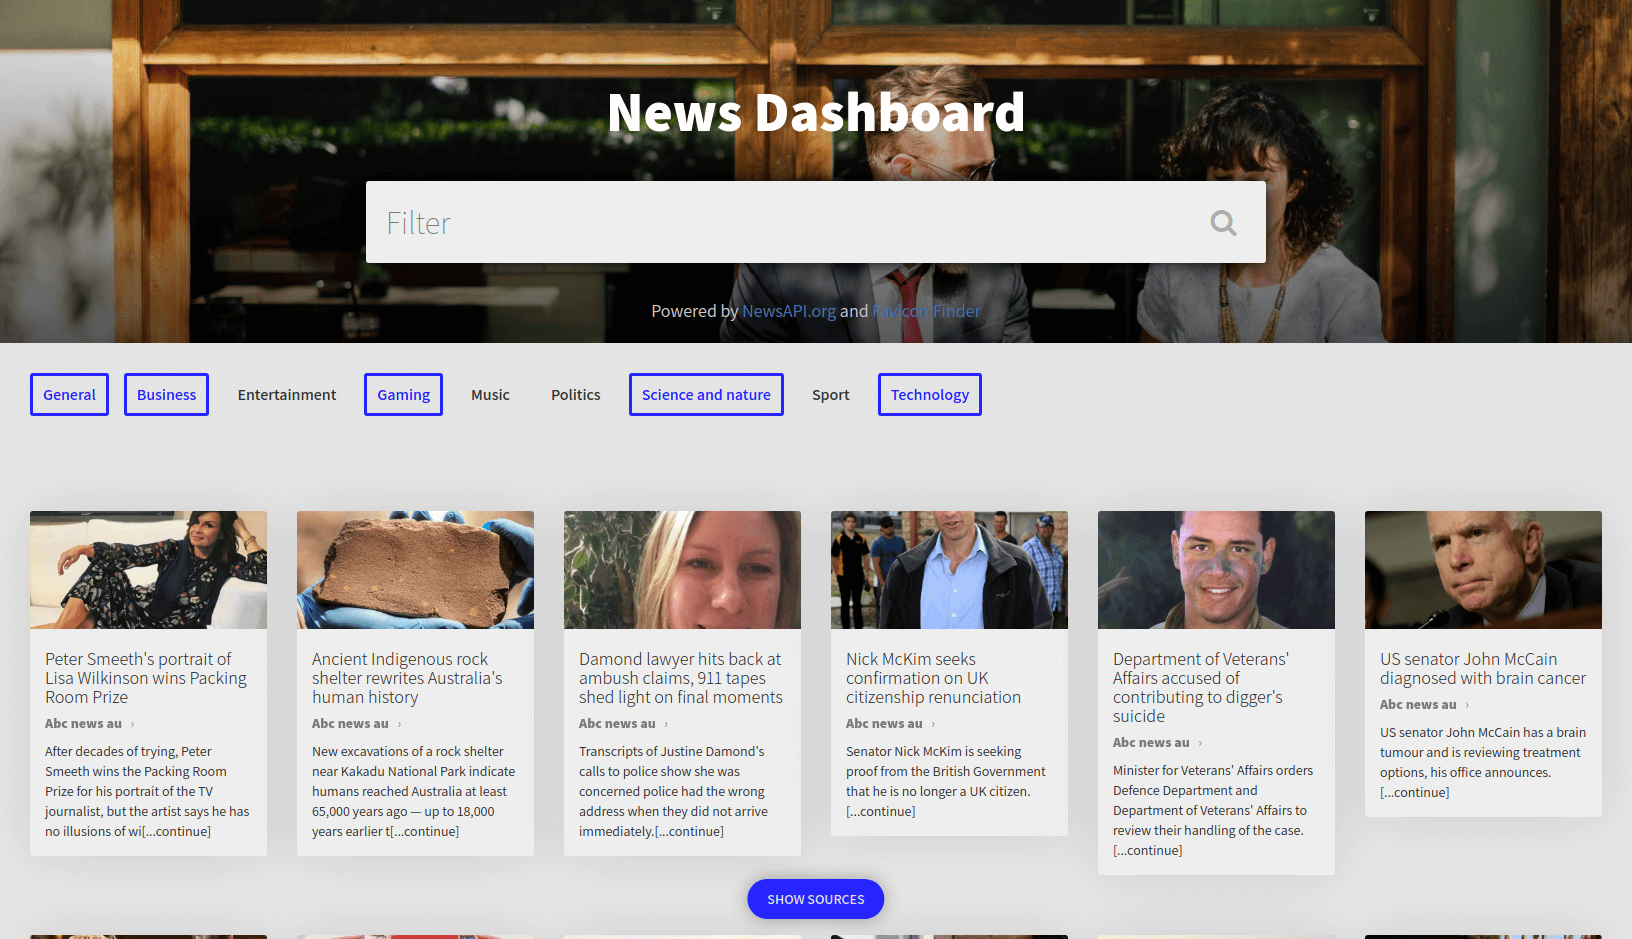 News Dashboard
Filter
Powered by NewsAPI.org and Favicon Finder
General Business Entertainment Gaming Music Politics Science and nature Sport Technology
Peter Smeeth's portrait of
Lisa Wilkinson wins Packing
Room Prize
Abc news au ›
After decades of trying, Peter
Smeeth wins the Packing Room
Prize for his portrait of the TV
journalist, but the artist says he has
no illusions of wi[...continue]
Ancient Indigenous rock
shelter rewrites Australia's
human history
Abc news au ›
New excavations of a rock shelter
near Kakadu National Park indicate
humans reached Australia at least
65,000 years ago — up to 18,000
years earlier t[...continue]
Damond lawyer hits back at
ambush claims, 911 tapes
shed light on final moments
Abc news au ›
Transcripts of Justine Damond's
calls to police show she was
concerned police had the wrong
address when they did not arrive
immediately.[...continue]
Nick McKim seeks
confirmation on UK
citizenship renunciation
Abc news au ›
Senator Nick McKim is seeking
proof from the British Government
that he is no longer a UK citizen.
[...continue]
Department of Veterans'
Affairs accused of
contributing to digger's
suicide
Abc news au ›
Minister for Veterans' Affairs orders
Defence Department and
Department of Veterans' Affairs to
review their handling of the case.
[...continue]
US senator John McCain
diagnosed with brain cancer
Abc news au ›
US senator John McCain has a brain
tumour and is reviewing treatment
options, his office announces.
[...continue]
SHOW SOURCES